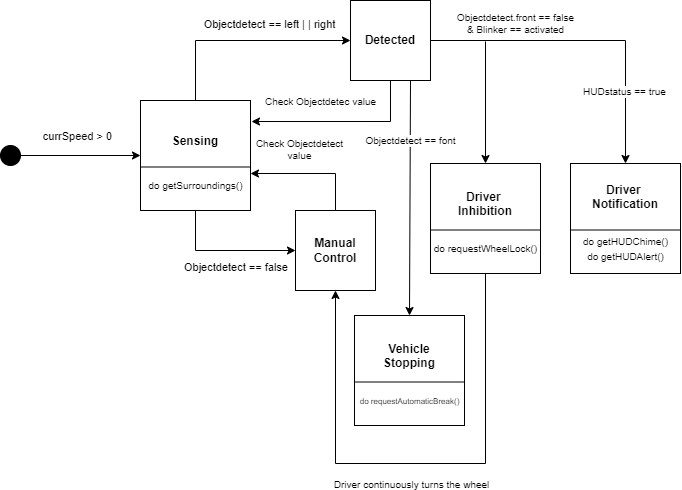 Objectdetect == left | | right
Detected
Objectdetect.front == false
& Blinker == activated
HUDstatus == true
Check Objectdetec value
currSpeed > 0
Sensing
do getSurroundings()
Check Objectdetect
value
Objectdetect == font
Driver
Inhibition
do requestWheelLock()
Driver
Notification
do getHUDChime()
do getHUDAlert()
Manual
Control
Objectdetect == false
Vehicle
Stopping
do requestAutomaticBreak()
Driver continuously turns the wheel